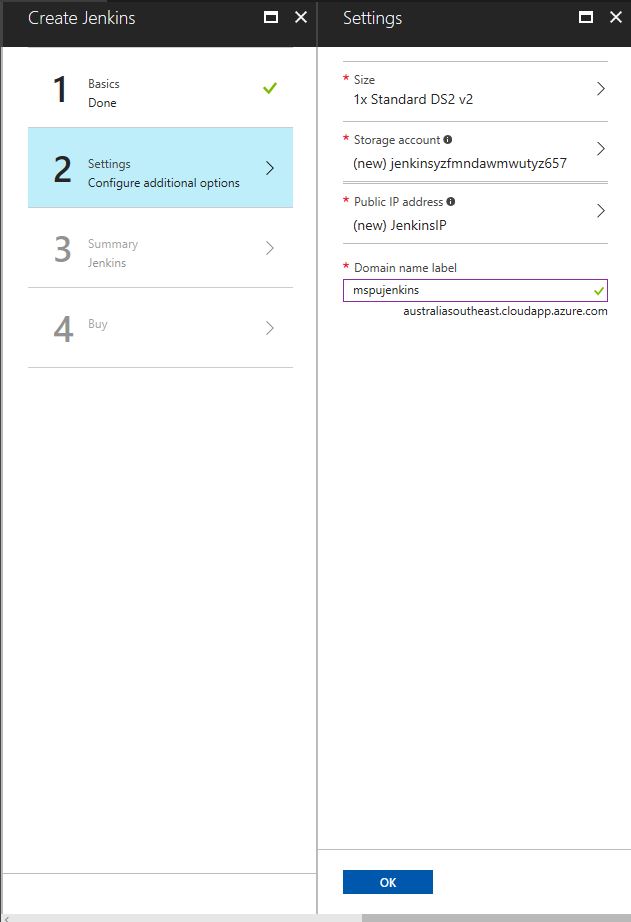 Create Jenkins
1
Basics
Done
2
Settings
Configure additional options
3
Summary
Jenkins
4
Buy
Settings
* Size
1x Standard DS2 v2
* Storage account
(new) jenkinsyzfmndawmwutyz657
* Public IP address
(new) JenkinsIP
* Domain name label
mspujenkins
australiasoutheast.cloudapp.azure.com
OK